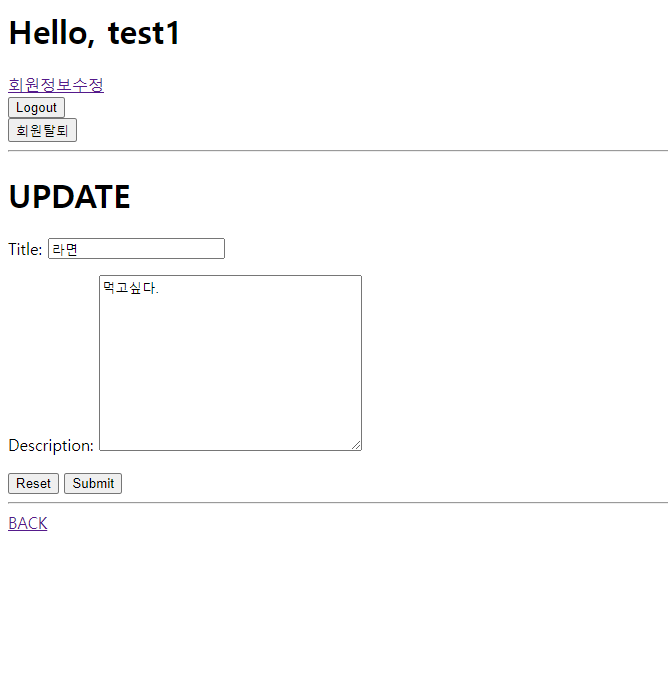 Hello, test1
회원정보수정
Logout
회원탈퇴
UPDATE
Title: 라면
먹고싶다.
Description:
Reset Submit
BACK